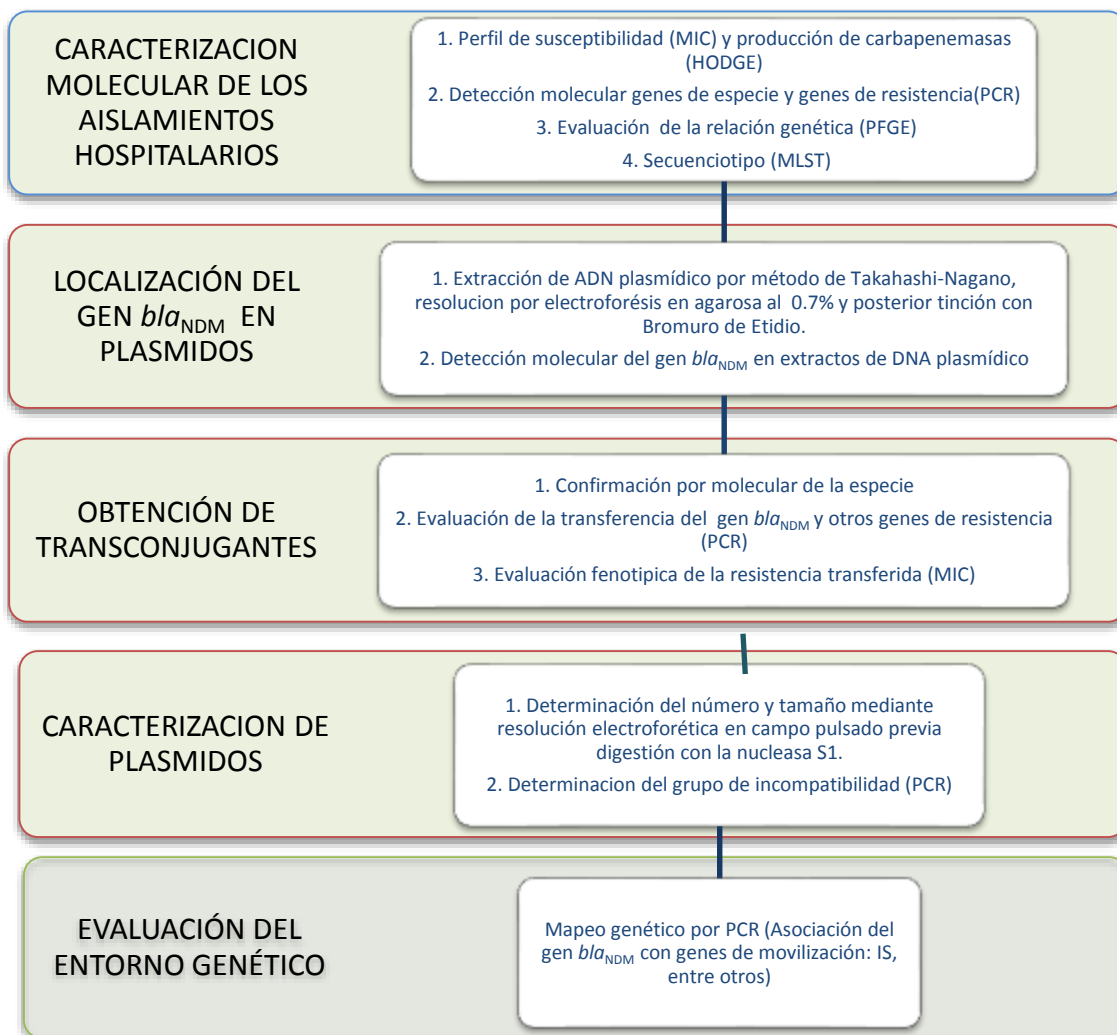 CARACTERIZACION
MOLECULAR DE LOS
AISLAMIENTOS
HOSPITALARIOS
1. Perfil de susceptibilidad (MIC) y producción de carbapenemasas
(HODGE)
2. Detección molecular genes de especie y genes de resistencia(PCR)
3. Evaluación de la relación genética (PFGE)
4. Secuenciotipo (MLST)
LOCALIZACIÓN DEL
GEN blaNDM EN
PLASMIDOS
1. Extracción de ADN plasmídico por método de Takahashi-Nagano,
resolucion por electroforésis en agarosa al 0.7% y posterior tinción con
Bromuro de Etidio.
2. Detección molecular del gen blaNDM en extractos de DNA plasmídico
OBTENCIÓN DE
TRANSCONJUGANTES
1. Confirmación por molecular de la especie
2. Evaluación de la transferencia del gen blaNDM y otros genes de resistencia
(PCR)
3. Evaluación fenotipica de la resistencia transferida (MIC)
CARACTERIZACION DE
PLASMIDOS
1. Determinación del número y tamaño mediante
resolución electroforética en campo pulsado previa
digestión con la nucleasa S1.
2. Determinacion del grupo de incompatibilidad (PCR)
EVALUACIÓN DEL
ENTORNO GENÉTICO
Mapeo genético por PCR (Asociación del
gen blaNDM con genes de movilización: IS,
entre otros)